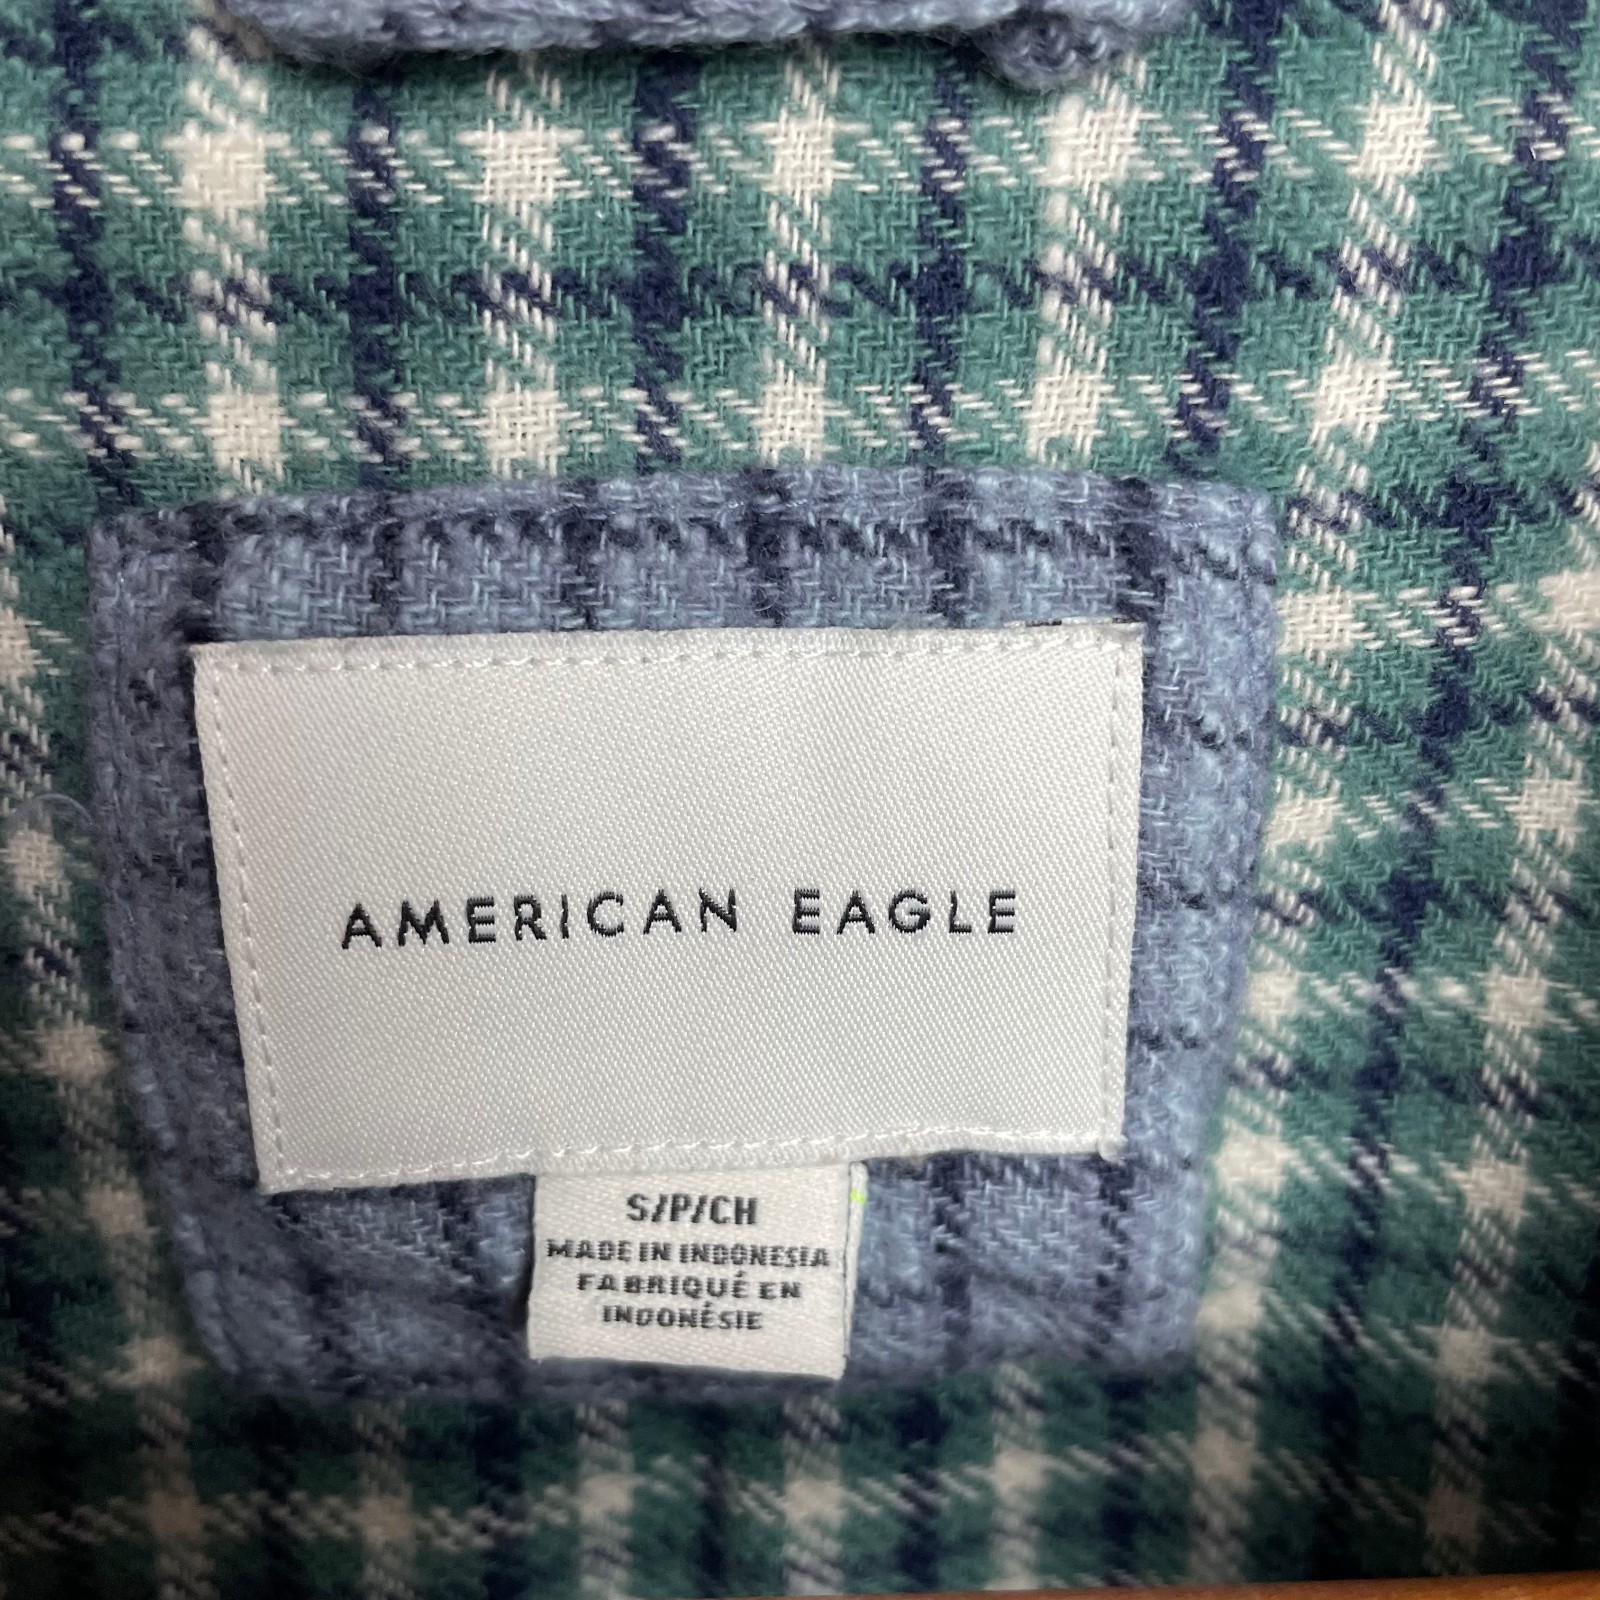 AMERICAN EAGLE
S/P/CH
MADE IN INDONESIA
FABRIQUÉ EN
INDONÉSIE